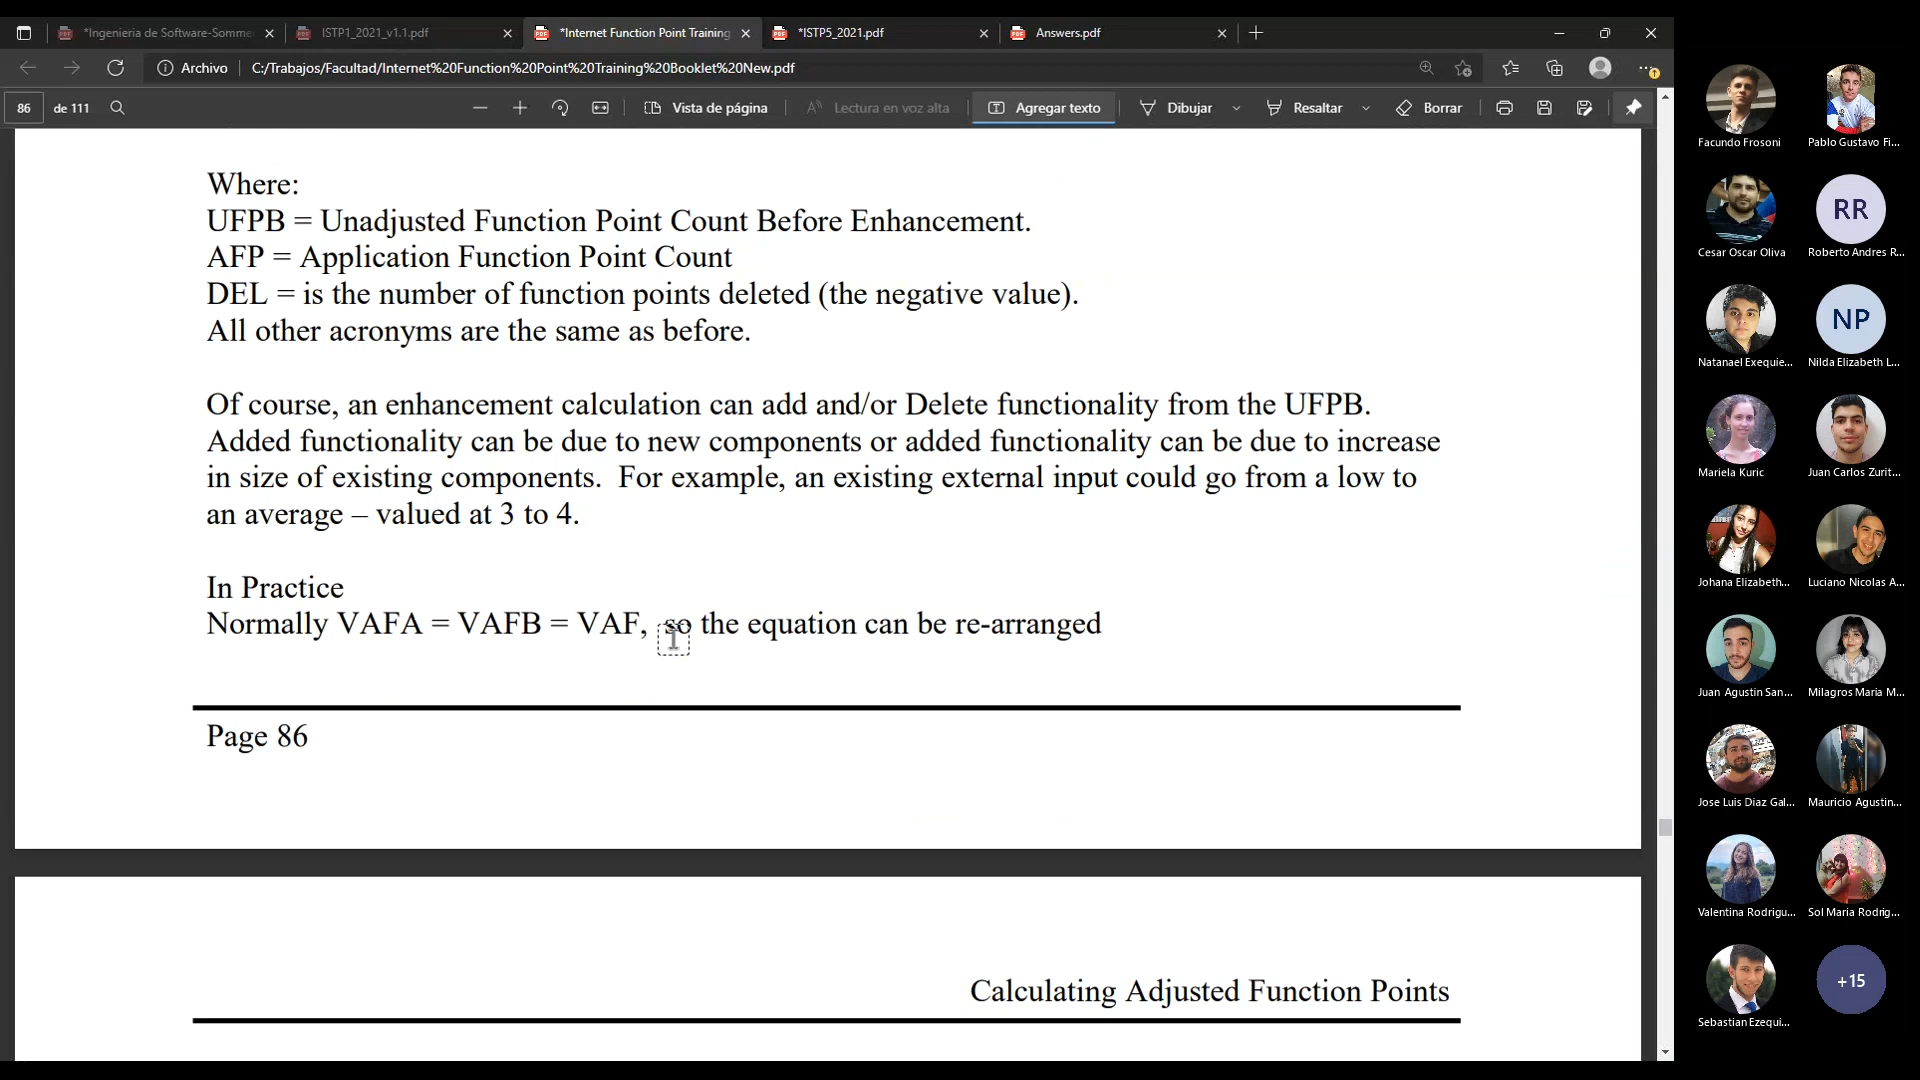 *Ingenieria de Software-Somme
ISTP1_2021_v1.1.pdf
*Internet Function Point Training
*ISTP5_2021.pdf
Answers.pdf
Archivo
C:/Trabajos/Facultad/Internet%20Function%20Point%20Training%20Booklet%20New.pdf
86 de 111
Vista de página
Lectura en voz alta
Agregar texto
Dibujar
Resaltar
Borrar
Where:
UFPB = Unadjusted Function Point Count Before Enhancement.
AFP = Application Function Point Count
DEL = is the number of function points deleted (the negative value).
All other acronyms are the same as before.
Of course, an enhancement calculation can add and/or Delete functionality from the UFPB.
Added functionality can be due to new components or added functionality can be due to increase
in size of existing components.  For example, an existing external input could go from a low to
an average – valued at 3 to 4.
In Practice
Normally VAFA = VAFB = VAF,  so the equation can be re-arranged
Page 86
Calculating Adjusted Function Points
Facundo Frosoni
Pablo Gustavo Fi...
Cesar Oscar Oliva
RR
Roberto Andres R...
Natanael Exequie...
NP
Nilda Elizabeth L...
Mariela Kuric
Juan Carlos Zurit...
Johana Elizabeth...
Luciano Nicolas A...
Juan Agustin San...
Milagros Maria M...
Jose Luis Diaz Gal...
Mauricio Agustin...
Valentina Rodrigu...
Sol Maria Rodrig...
Sebastian Ezequi...
+15